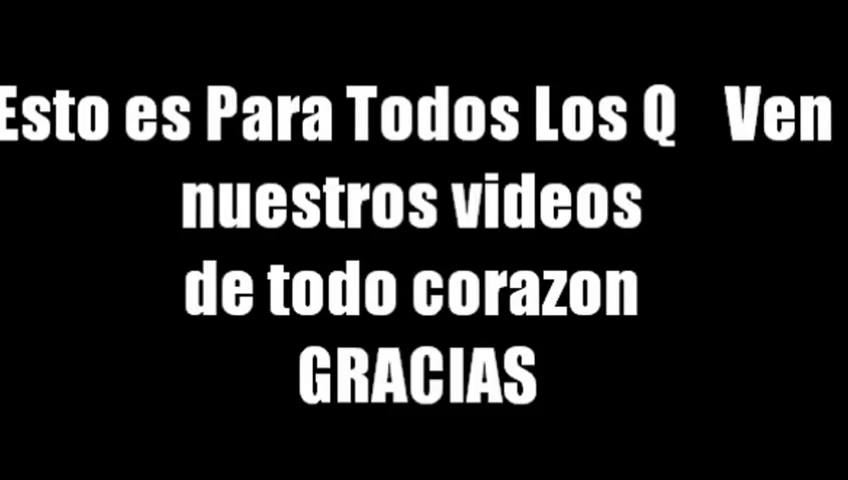 Esto es Para Todos Los Q Ven
nuestros videos
de todo corazon
GRACIAS